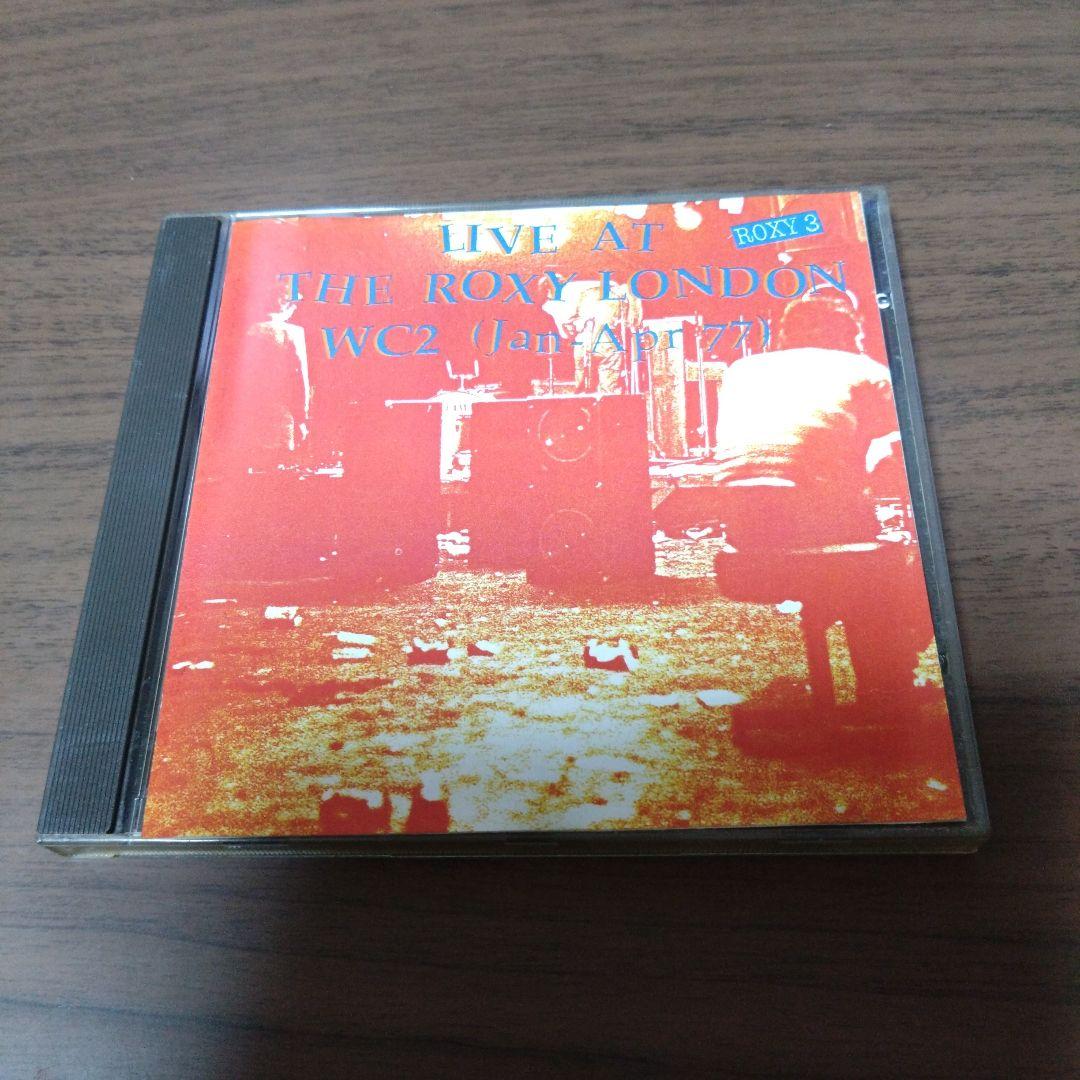 LIVE AT
ROXY 3
THE ROXY LONDON
WC2 (Jan-Apr 77)